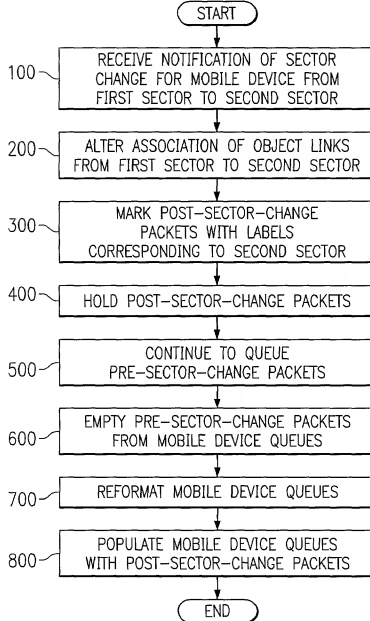 START
100
RECEIVE NOTIFICATION OF SECTOR
CHANGE FOR MOBILE DEVICE FROM
FIRST SECTOR TO SECOND SECTOR
200
ALTER ASSOCIATION OF OBJECT LINKS
FROM FIRST SECTOR TO SECOND SECTOR
300
MARK POST-SECTOR-CHANGE
PACKETS WITH LABELS
CORRESPONDING TO SECOND SECTOR
400
HOLD POST-SECTOR-CHANGE PACKETS
500
CONTINUE TO QUEUE
PRE-SECTOR-CHANGE PACKETS
600
EMPTY PRE-SECTOR-CHANGE PACKETS
FROM MOBILE DEVICE QUEUES
700
REFORMAT MOBILE DEVICE QUEUES
800
POPULATE MOBILE DEVICE QUEUES
WITH POST-SECTOR-CHANGE PACKETS
END